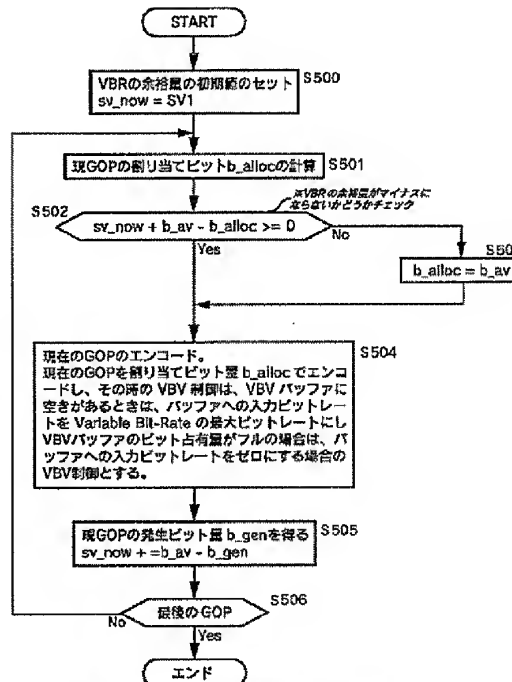 START
VBRの余裕量の初期値のセット
sv_now = SV1
S500
現GOPの割り当てビットb_allocの計算
S501
※VBRの余裕量がマイナスに
ならないかどうかチェック
S502
sv_now + b_av - b_alloc >= 0
No
Yes
S50
b_alloc = b_av
S504
現在のGOPのエンコード。
現在のGOPを割り当てビット量 b_alloc でエンコ
ードし、その時の VBV 制御は、VBV バッファに
空きがあるときは、バッファへの入力ビットレー
トを Variable Bit-Rate の最大ビットレートにし
VBVバッファのビット占有量がフルの場合は、バ
ッファへの入力ビットレートをゼロにする場合の
VBV制御とする。
現GOPの発生ビット量 b_genを得る
sv_now + =b_av - b_gen
S505
最後の GOP
S506
No
Yes
エンド